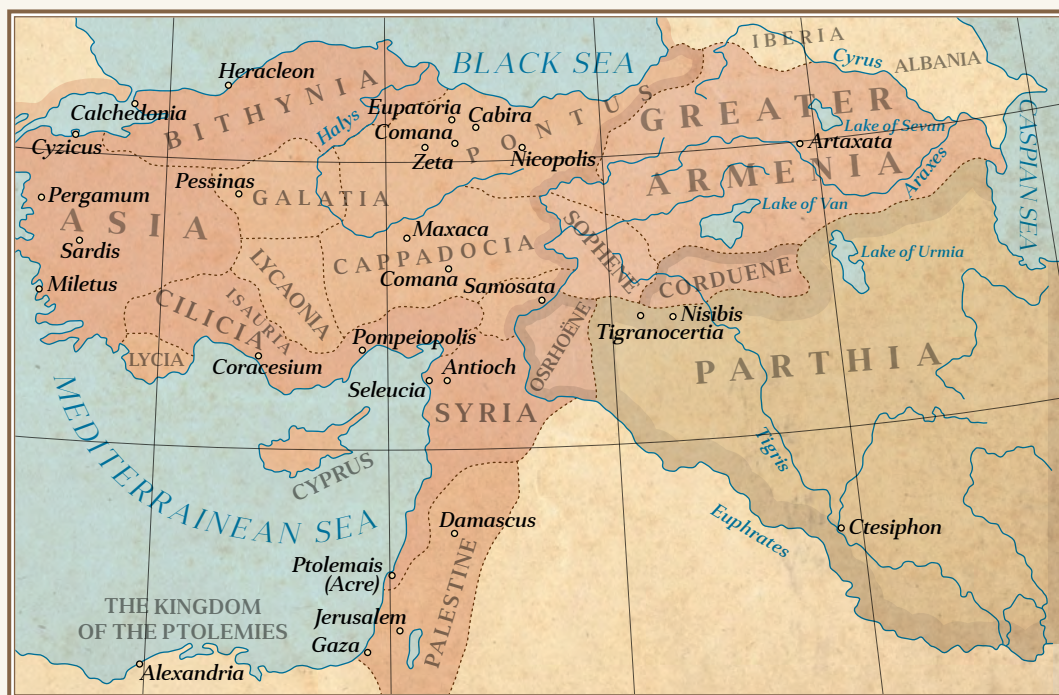 IBERIA
Cyrus
ALBANIA
BLACK SEA
Heracleon
Calchedonia
BITHYNIA
Eupatoria
Cabira
PONTUS
GREATER
ARMENIA
Lake of Sevan
CASPIAN SEA
Cyzicus
Halys
Comana
Zeta
Nicopolis
Artaxata
Araxes
Pessinas
GALATIA
Pergamum
ASIA
Sardis
Miletus
Lake of Van
Maxaca
CAPPADOCIA
Comana
SOPHENE
CORDUENE
Lake of Urmia
LYCAONIA
ISAURIA
CILICIA
LYCIA
Samosata
Nisibis
Tigranocertia
Pompeiopolis
Coracesium
OSRHOENE
PARTHIA
Antioch
Seleucia
SYRIA
MEDITERRAINEAN SEA
CYPRUS
Tigris
Euphrates
Damascus
Ctesiphon
Ptolemais
(Acre)
PALESTINE
THE KINGDOM
OF THE PTOLEMIES
Jerusalem
Gaza
Alexandria